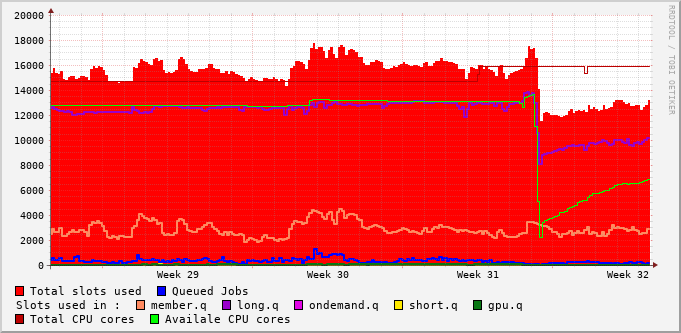 RRDTOOL / TOBI OETIKER
20000
18000
16000
14000
12000
10000
8000
6000
4000
2000
0
Week 29 Week 30 Week 31 Week 32
Total slots used Queued Jobs
Slots used in : member.q long.q ondemand.q short.q gpu.q
Total CPU cores Availale CPU cores